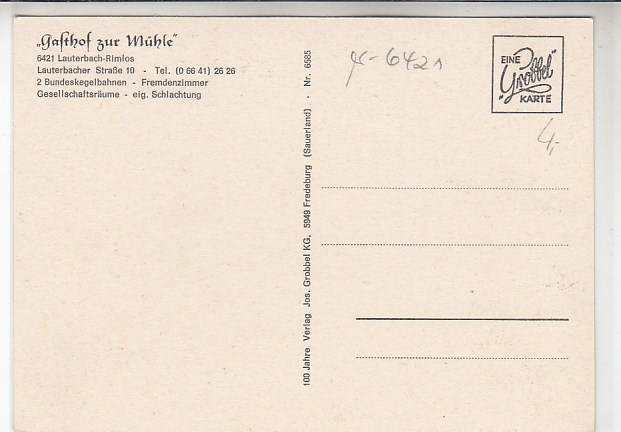 „Gasthof zur Mühle"
6421 Lauterbach-Rimlos
Lauterbacher Straße 10 - Tel. (0 66 41) 26 26
2 Bundeskegelbahnen - Fremdenzimmer
Gesellschaftsräume - eig. Schlachtung
100 Jahre Verlag Jos. Grobbel KG, 5949 Fredeburg (Sauerland) . Nr. 6585
6421
EINE
„Grobbel"
KARTE
4,-